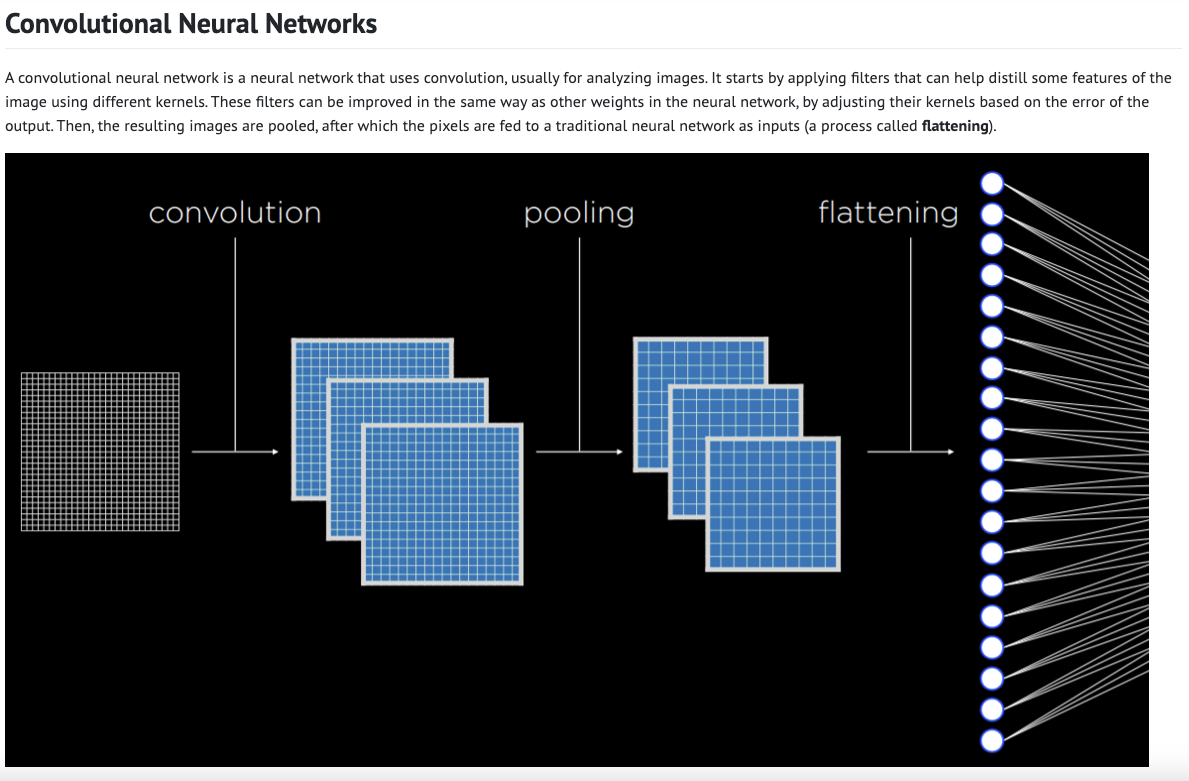 Convolutional Neural Networks
A convolutional neural network is a neural network that uses convolution, usually for analyzing images. It starts by applying filters that can help distill some features of the
image using different kernels. These filters can be improved in the same way as other weights in the neural network, by adjusting their kernels based on the error of the
output. Then, the resulting images are pooled, after which the pixels are fed to a traditional neural network as inputs (a process called flattening).
convolution
pooling
flattening